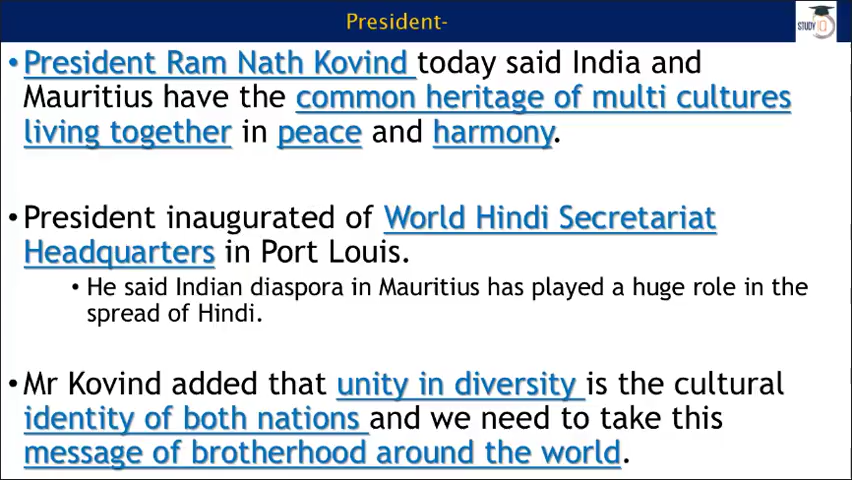 President-
STUDY IQ
•President Ram Nath Kovind today said India and
Mauritius have the common heritage of multi cultures
living together in peace and harmony.
•President inaugurated of World Hindi Secretariat
Headquarters in Port Louis.
• He said Indian diaspora in Mauritius has played a huge role in the
spread of Hindi.
•Mr Kovind added that unity in diversity is the cultural
identity of both nations and we need to take this
message of brotherhood around the world.